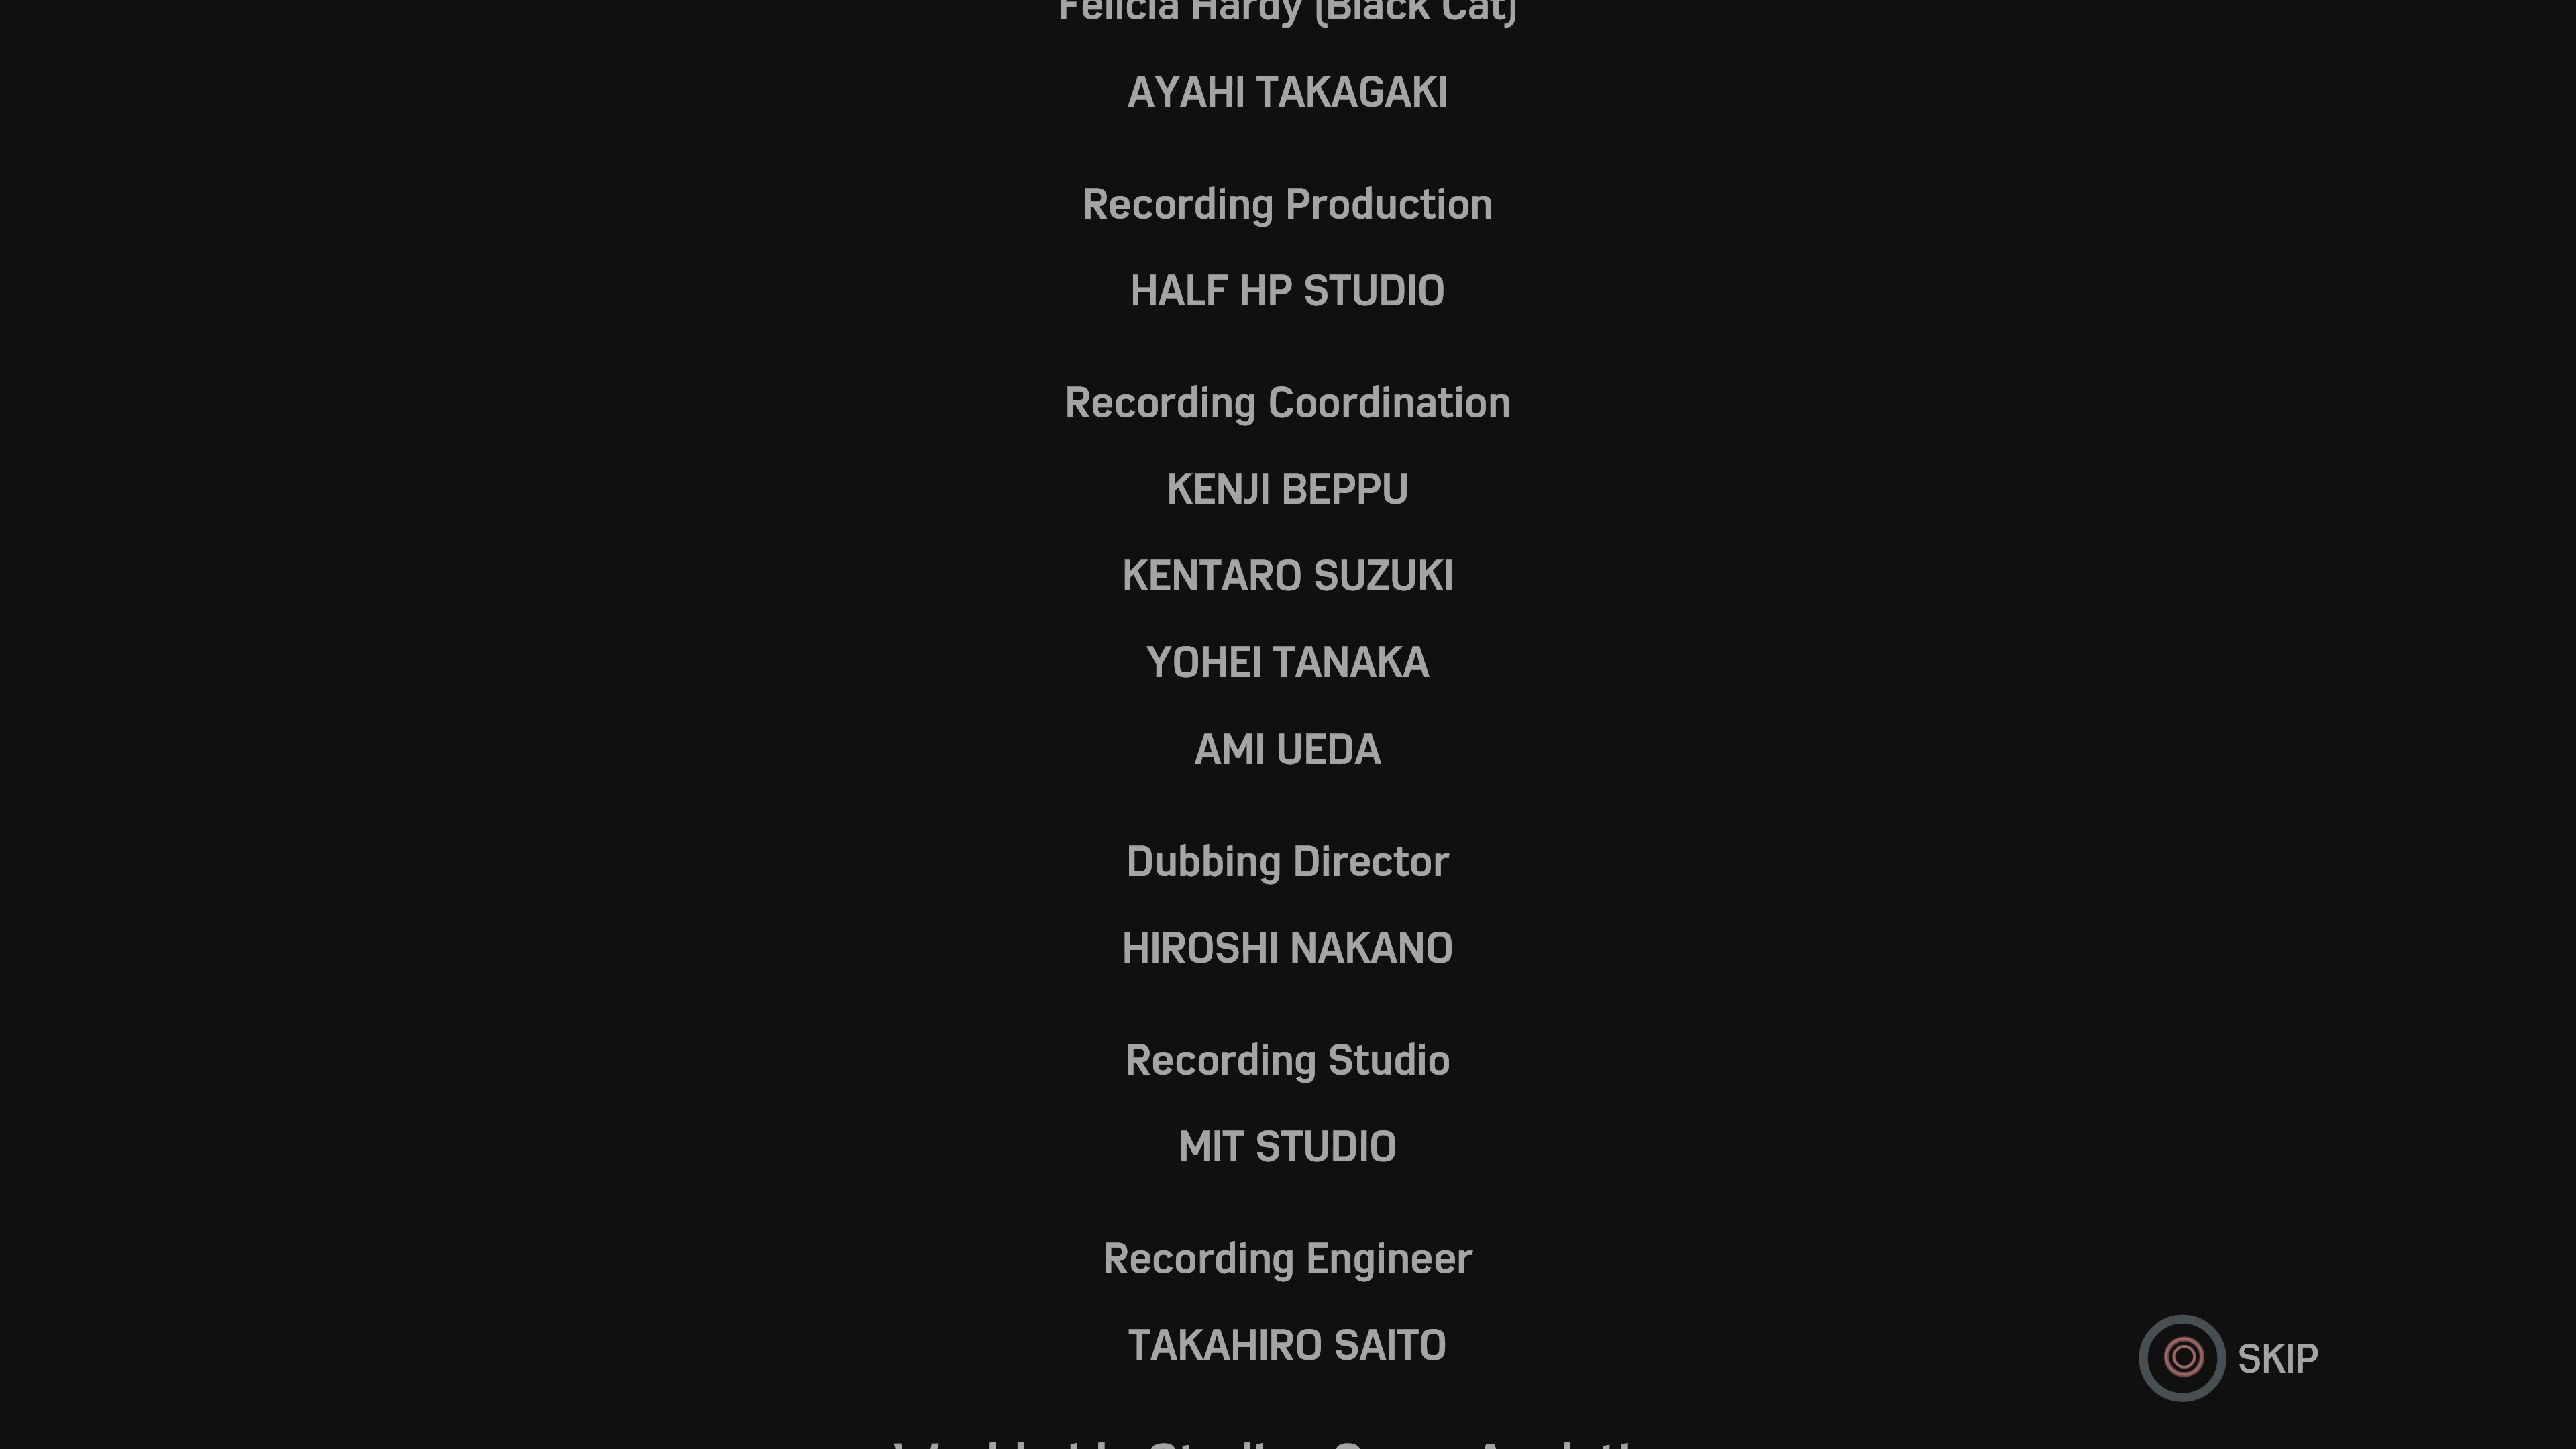 Felicia Hardy (Black Cat)
AYAHI TAKAGAKI
Recording Production
HALF HP STUDIO
Recording Coordination
KENJI BEPPU
KENTARO SUZUKI
YOHEI TANAKA
AMI UEDA
Dubbing Director
HIROSHI NAKANO
Recording Studio
MIT STUDIO
Recording Engineer
TAKAHIRO SAITO
SKIP